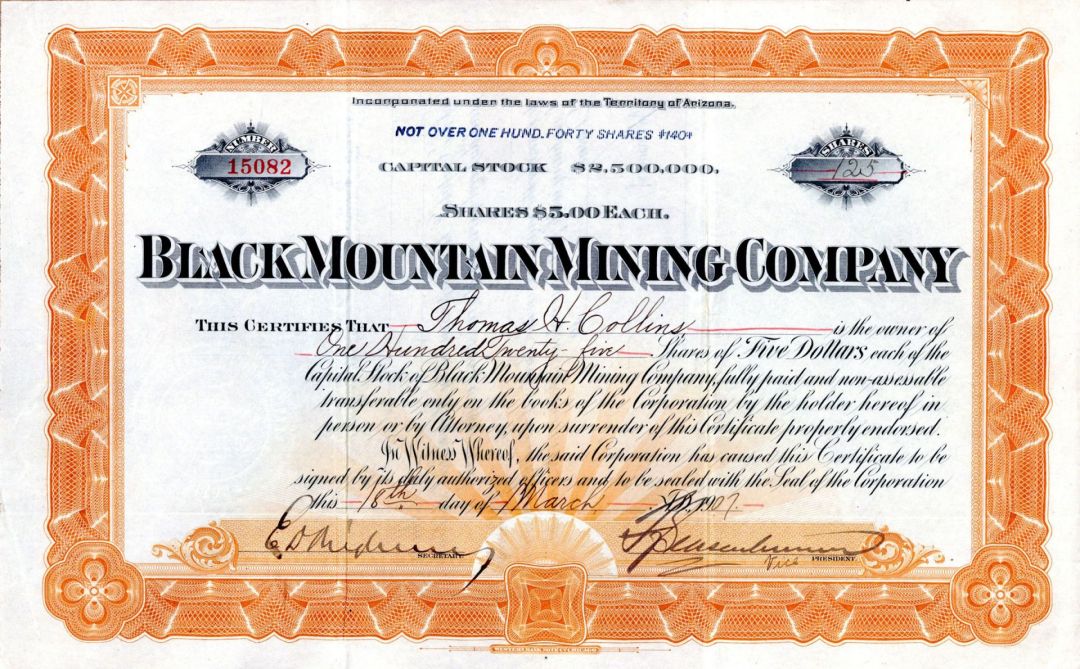 Incorporated under the laws of the Territory of Arizona.
NOT OVER ONE HUND. FORTY SHARES $140$
NUMBER
15082
CAPITAL STOCK $2,500,000.
SHARES
125
SHARES $5.00 EACH.
BLACK MOUNTAIN MINING COMPANY
THIS CERTIFIES THAT Thomas H. Collins is the owner of
One Hundred Twenty-five Shares of Five Dollars each of the
Capital Stock of Black Mountain Mining Company, fully paid and non-assessable
transferable only on the books of the Corporation by the holder hereof in
person or by Attorney, upon surrender of this Certificate properly endorsed.
In Witness Whereof, the said Corporation has caused this Certificate to be
signed by its duly authorized officers and to be sealed with the Seal of the Corporation
this 18th day of March A.D. 1907.
SECRETARY
Vice PRESIDENT.